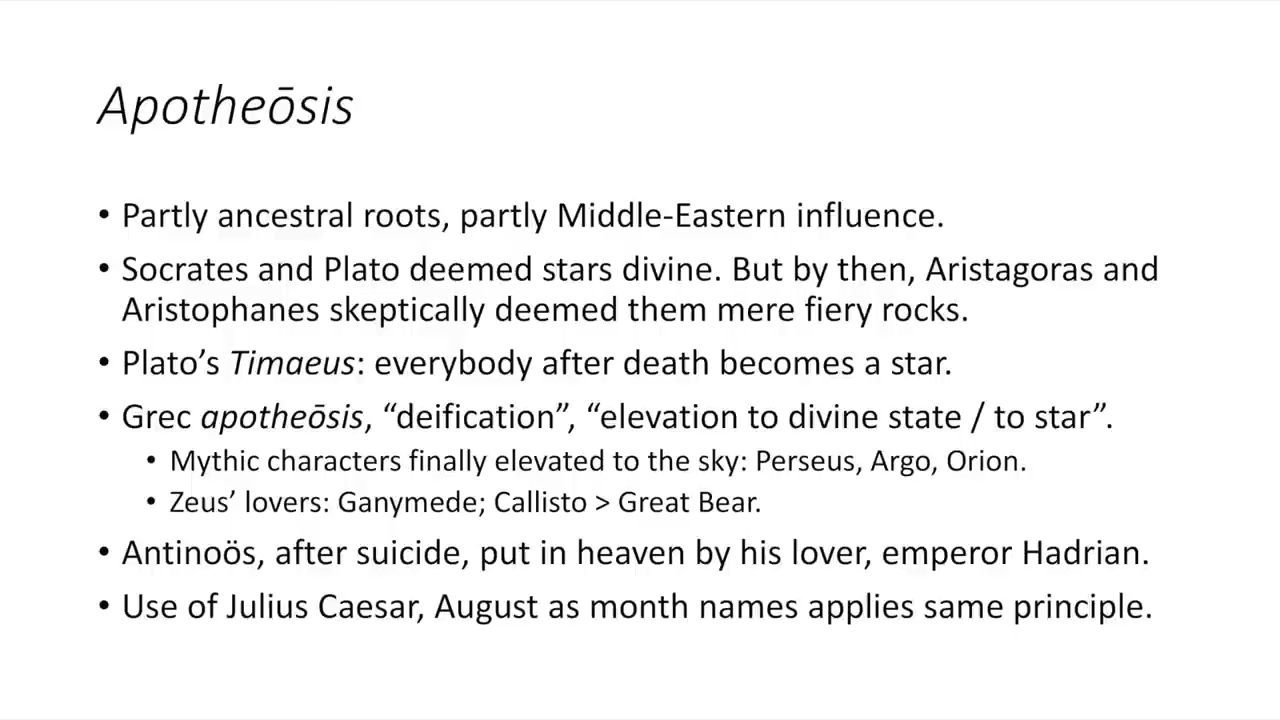 Apotheōsis
• Partly ancestral roots, partly Middle-Eastern influence.
• Socrates and Plato deemed stars divine. But by then, Aristagoras and
Aristophanes skeptically deemed them mere fiery rocks.
• Plato’s Timaeus: everybody after death becomes a star.
• Grec apotheōsis, “deification”, “elevation to divine state / to star”.
• Mythic characters finally elevated to the sky: Perseus, Argo, Orion.
• Zeus’ lovers: Ganymede; Callisto > Great Bear.
• Antinoös, after suicide, put in heaven by his lover, emperor Hadrian.
• Use of Julius Caesar, August as month names applies same principle.